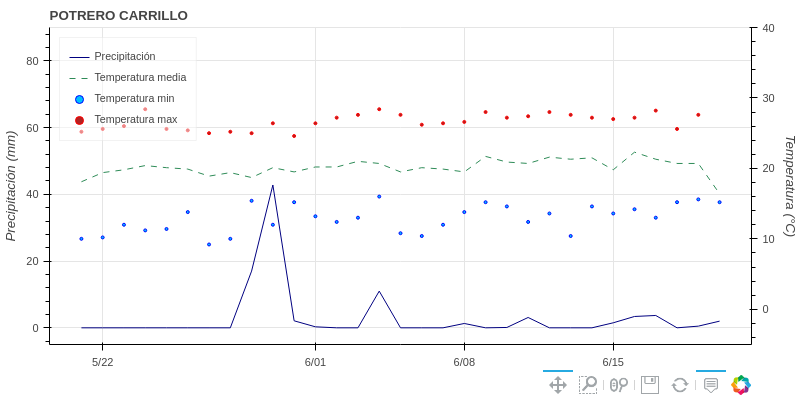 POTRERO CARRILLO
Precipitación
Temperatura media
Temperatura min
Temperatura max
80
60
40
20
0
Precipitación (mm)
40
30
20
10
0
Temperatura (°C)
5/22
6/01
6/08
6/15